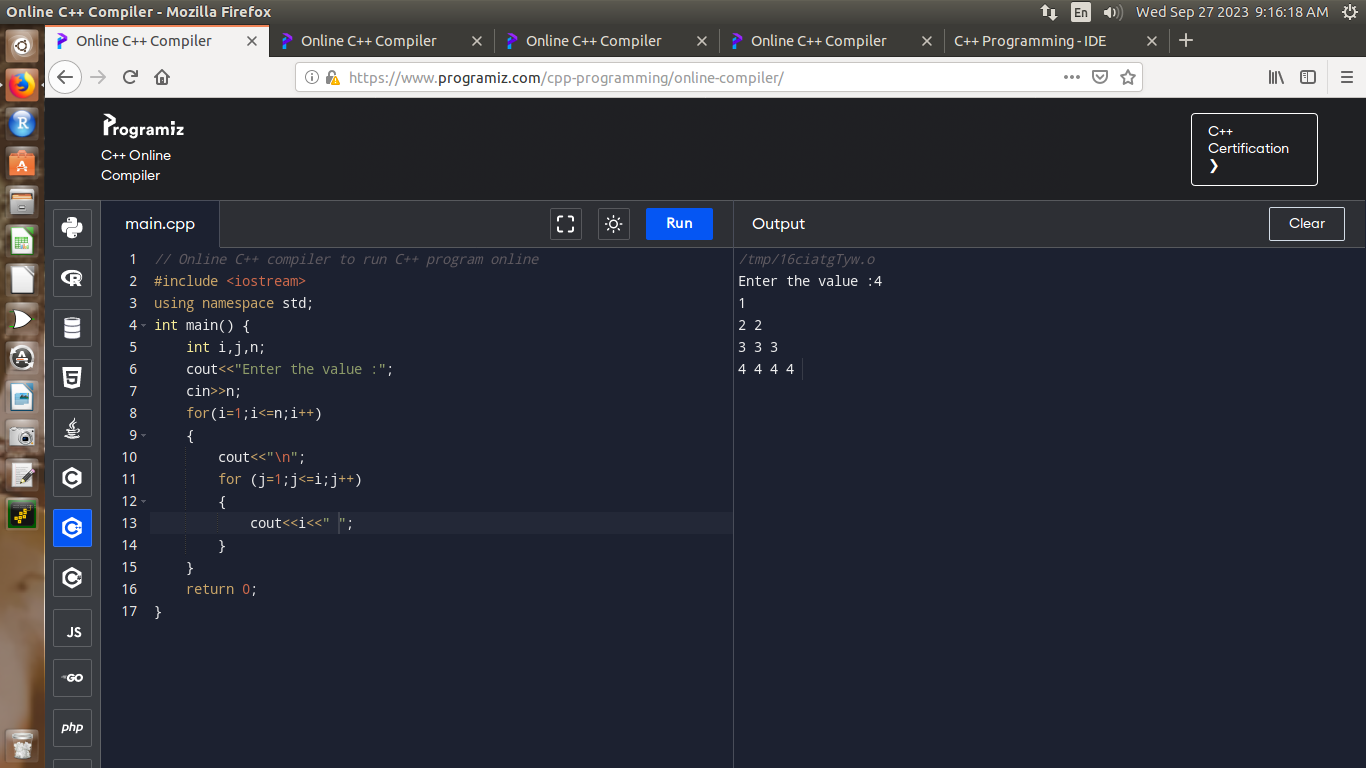 Online C++ Compiler - Mozilla Firefox
En
Wed Sep 27 2023 9:16:18 AM
Online C++ Compiler
Online C++ Compiler
Online C++ Compiler
Online C++ Compiler
C++ Programming - IDE
https://www.programiz.com/cpp-programming/online-compiler/
Programiz
C++ Online
Compiler
C++
Certification
main.cpp
Run
Output
Clear
1 // Online C++ compiler to run C++ program online
2 #include <iostream>
3 using namespace std;
4 int main() {
5 int i,j,n;
6 cout<<"Enter the value :";
7 cin>>n;
8 for(i=1;i<=n;i++)
9 {
10 cout<<"\n";
11 for (j=1;j<=i;j++)
12 {
13 cout<<i<<" ";
14 }
15 }
16 return 0;
17 }
/tmp/16ciatgTyw.o
Enter the value :4
1
2 2
3 3 3
4 4 4 4
R
5
C
C
C
JS
GO
php